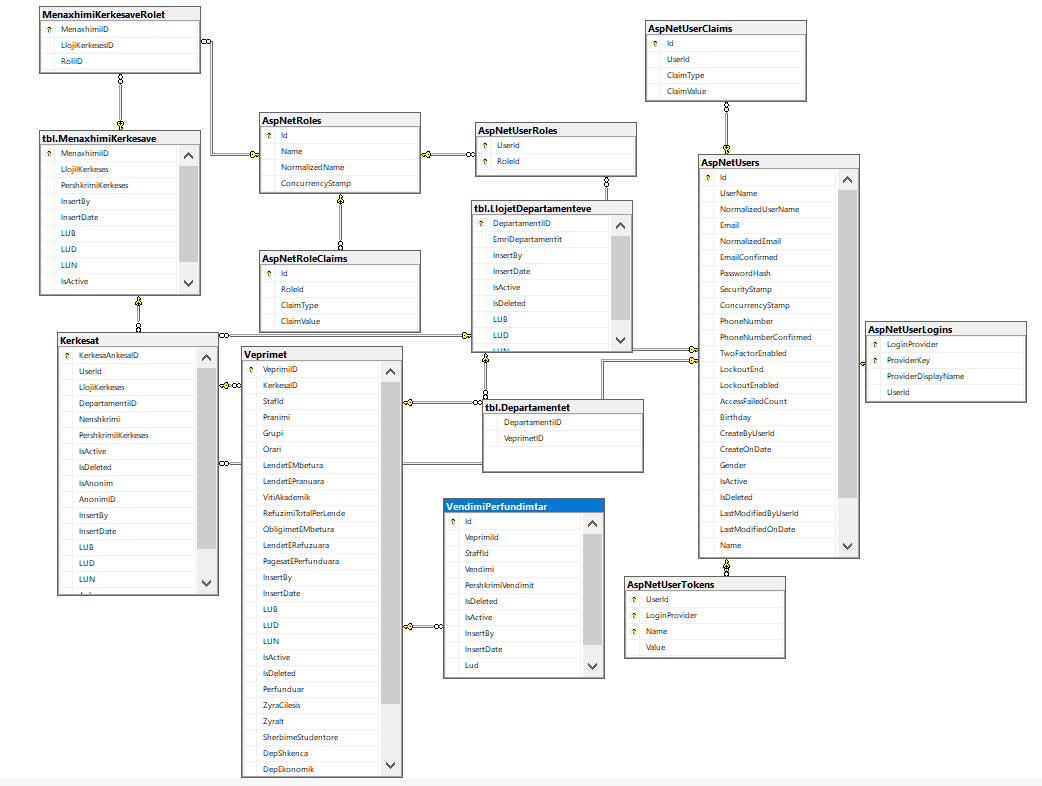 MenaxhimiKerkesaveRolet
MenaxhimiID
LlojiKerkesesID
RoliID
tbl.MenaxhimiKerkesave
MenaxhimiID
LlojiIKerkeses
PershkrimiKerkeses
InsertBy
InsertDate
LUB
LUD
LUN
IsActive
AspNetRoles
Id
Name
NormalizedName
ConcurrencyStamp
AspNetRoleClaims
Id
RoleId
ClaimType
ClaimValue
AspNetUserRoles
UserId
RoleId
tbl.LlojetDepartamenteve
DepartamentiID
EmriDepartamentit
InsertBy
InsertDate
IsActive
IsDeleted
LUB
LUD
LUN
AspNetUserClaims
Id
UserId
ClaimType
ClaimValue
AspNetUsers
Id
UserName
NormalizedUserName
Email
NormalizedEmail
EmailConfirmed
PasswordHash
SecurityStamp
ConcurrencyStamp
PhoneNumber
PhoneNumberConfirmed
TwoFactorEnabled
LockoutEnd
LockoutEnabled
AccessFailedCount
Birthday
CreateByUserId
CreateOnDate
Gender
IsActive
IsDeleted
LastModifiedByUserId
LastModifiedOnDate
Name
AspNetUserLogins
LoginProvider
ProviderKey
ProviderDisplayName
UserId
Kerkesat
KerkesaAnkesaID
UserId
LlojiKerkeses
DepartamentiID
Nenshkrimi
PershkrimiIKerkeses
IsActive
IsDeleted
IsAnonim
AnonimID
InsertBy
InsertDate
LUB
LUD
LUN
Veprimet
VeprimiID
KerkesaID
StafId
Pranimi
Grupi
Orari
LendetEMbetura
LendetEPranuara
VitiAkademik
RefuzimiTotalPerLende
ObligimetEMbetura
LendetERefuzuara
PagesatEPerfunduara
InsertBy
InsertDate
LUB
LUD
LUN
IsActive
IsDeleted
Perfunduar
ZyraCilesis
ZyraIt
SherbimeStudentore
DepShkenca
DepEkonomik
tbl.Departamentet
DepartamentiID
VeprimetID
VendimiPerfundimtar
Id
VeprimiId
StaffId
Vendimi
PershkrimiVendimit
IsDeleted
IsActive
InsertBy
InsertDate
Lud
AspNetUserTokens
UserId
LoginProvider
Name
Value